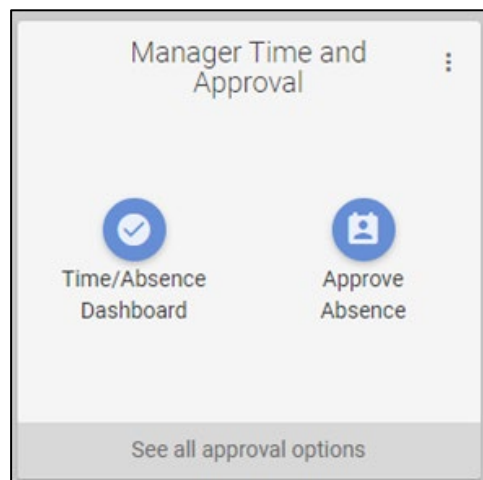 Manager Time and
Approval
Time/Absence
Dashboard
Approve
Absence
See all approval options